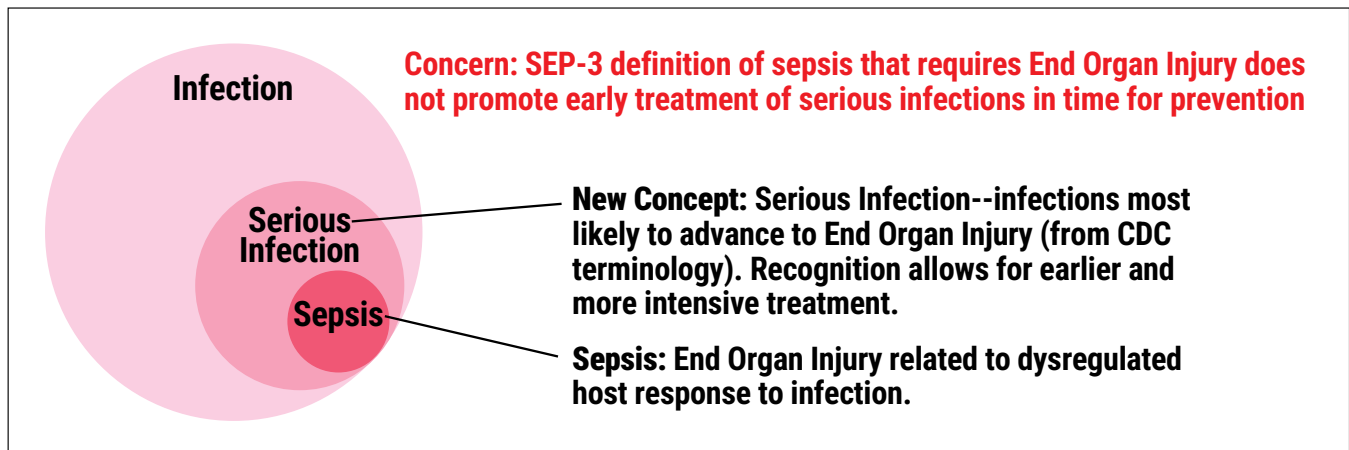 Infection
Concern: SEP-3 definition of sepsis that requires End Organ Injury does
not promote early treatment of serious infections in time for prevention
Serious
Infection
New Concept: Serious Infection--infections most
likely to advance to End Organ Injury (from CDC
terminology). Recognition allows for earlier and
more intensive treatment.
Sepsis
Sepsis: End Organ Injury related to dysregulated
host response to infection.